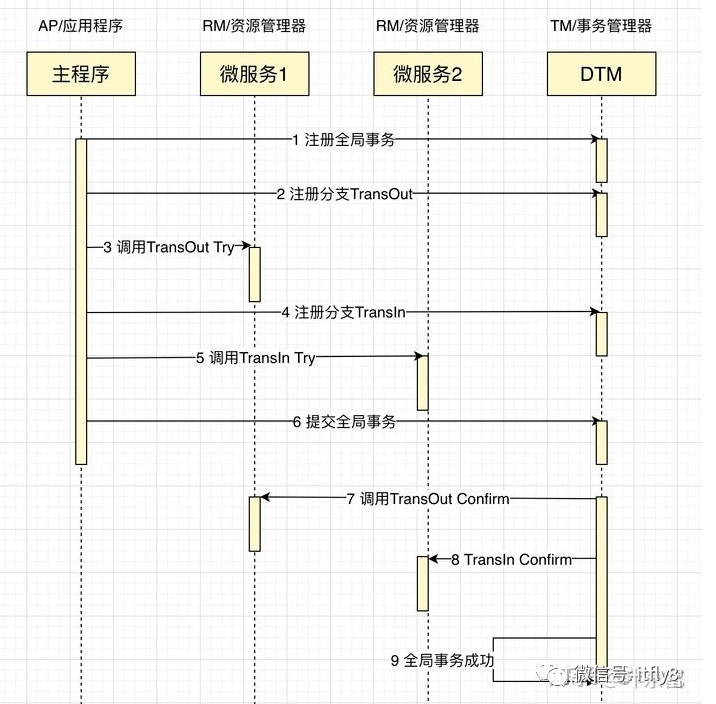 AP/应用程序
RM/资源管理器
RM/资源管理器
TM/事务管理器
主程序
微服务1
微服务2
DTM
1 注册全局事务
2 注册分支TransOut
3 调用TransOut Try
4 注册分支TransIn
5 调用TransIn Try
6 提交全局事务
7 调用TransOut Confirm
8 TransIn Confirm
9 全局事务成功
微信号: itfly8